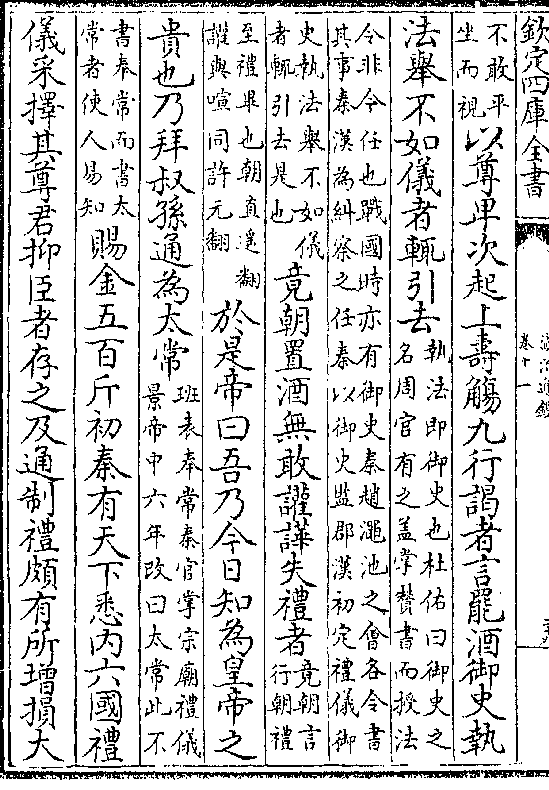 欽定四庫全書
卷十一
不敢平坐而視以尊卑次起上壽觴九行謁者言罷酒御史執
法舉不如儀者輒引去執法即御史也杜佑曰御史之名周官有之盖掌贊書而授法
令非今任也戰國時亦有御史秦趙澠池之會各令書其事秦漢為糾察之任秦以御史監郡漢初定禮儀御
史執法舉不如儀者輒引去是也竟朝置酒無敢讙譁失禮者竟朝言行朝禮
至禮畢也朝直遥翻讙與喧同許元翻於是帝曰吾乃今日知為皇帝之
貴也乃拜叔孫通為太常班表奉常秦官掌宗廟禮儀景帝中六年改曰太常此不
書奉常而書太常者使人易知賜金五百斤初秦有天下悉内六國禮
儀采擇其尊君抑臣者存之及通制禮頗有所增損大